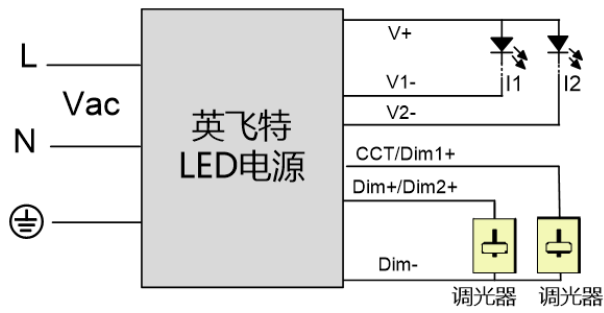 L
Vac
N
英飞特
LED电源
V+
V1-
I1
I2
V2-
CCT/Dim1+
Dim+/Dim2+
Dim-
调光器
调光器